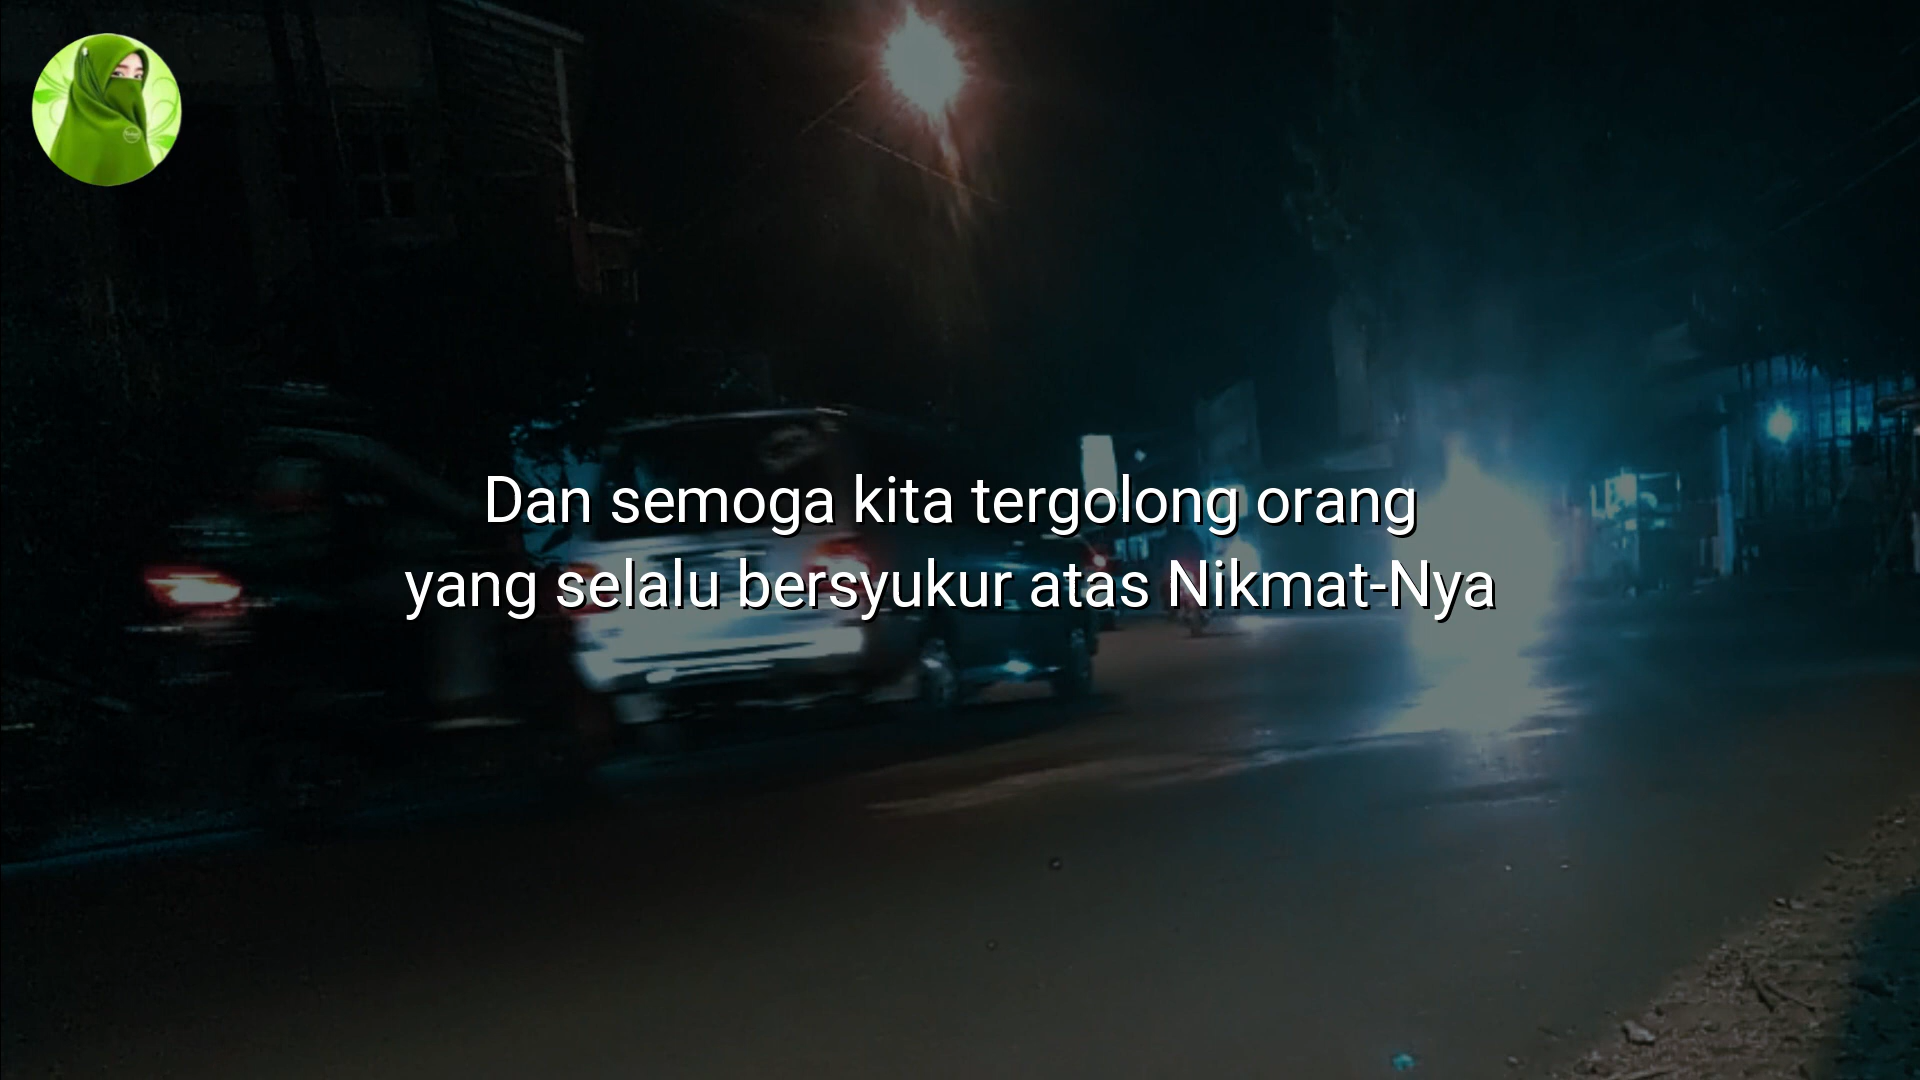 Dan semoga kita tergolong orang
yang selalu bersyukur atas Nikmat-Nya